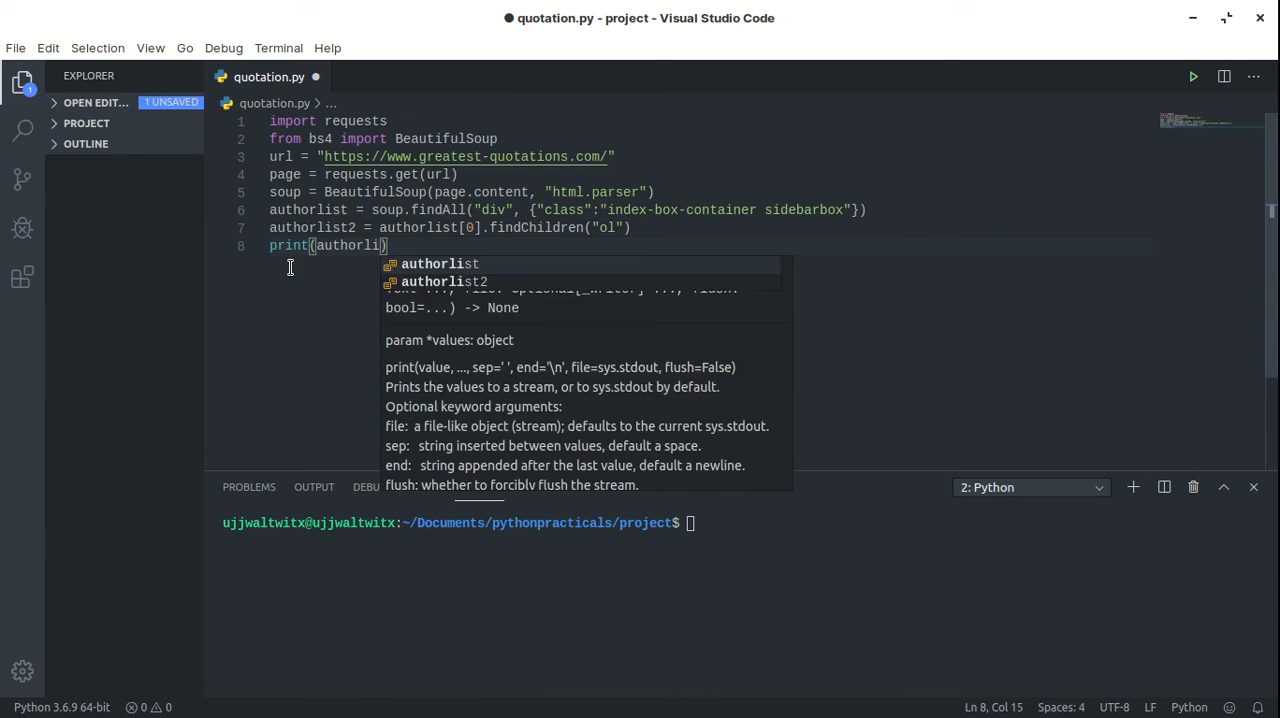 ● quotation.py - project - Visual Studio Code
File Edit Selection View Go Debug Terminal Help
EXPLORER
quotation.py ●
OPEN EDIT... 1 UNSAVED
quotation.py > ...
PROJECT
OUTLINE
1
1 import requests
2 from bs4 import BeautifulSoup
3 url = "https://www.greatest-quotations.com/"
4 page = requests.get(url)
5 soup = BeautifulSoup(page.content, "html.parser")
6 authorlist = soup.findAll("div", {"class":"index-box-container sidebarbox"})
7 authorlist2 = authorlist[0].findChildren("ol")
8 print(authorli)
authorlist
authorlist2
bool=...) -> None
param *values: object
print(value, ..., sep=' ', end='\n', file=sys.stdout, flush=False)
Prints the values to a stream, or to sys.stdout by default.
Optional keyword arguments:
file: a file-like object (stream); defaults to the current sys.stdout.
sep: string inserted between values, default a space.
end: string appended after the last value, default a newline.
flush: whether to forcibly flush the stream.
PROBLEMS OUTPUT DEBU 2: Python
ujjwaltwitx@ujjwaltwitx:~/Documents/pythonpracticals/project$
Python 3.6.9 64-bit 0 0 Ln 8, Col 15 Spaces: 4 UTF-8 LF Python